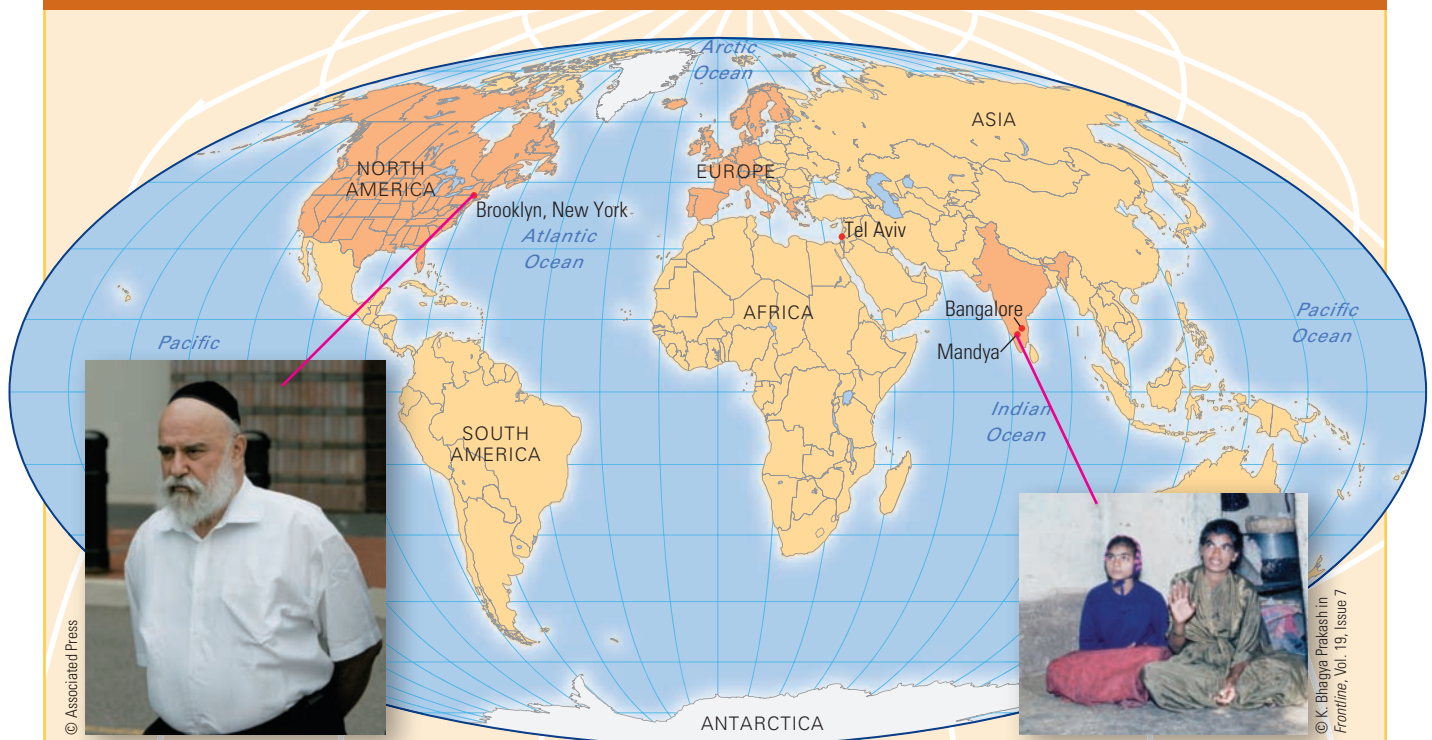 Arctic
Ocean
ASIA
NORTH
AMERICA
EUROPE
Brooklyn, New York
Atlantic
Ocean
Tel Aviv
AFRICA
Bangalore
Mandya
Pacific
Ocean
Pacific
Indian
Ocean
SOUTH
AMERICA
ANTARCTICA
© Associated Press
© K. Bhagya Prakash in
Frontline, Vol. 19, Issue 7